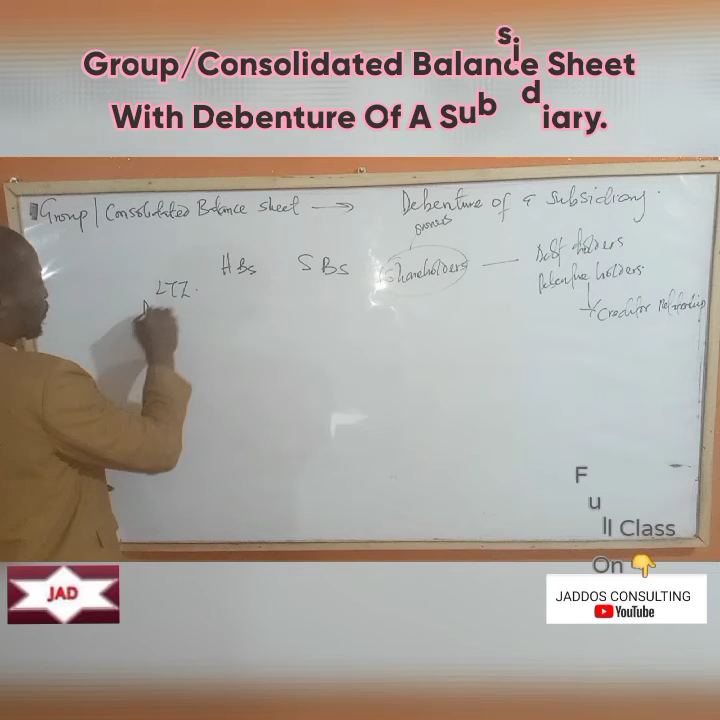 Group/Consolidated Balance Sheet
With Debenture Of A Subsidiary.
Group | Consolidated Balance sheet → Debenture of a subsidiary.
owners
HBS SBS Shareholders — Debt holders
Debenture holders
LTL.
Creditor Relationship
Full Class
On 👇
JAD
JADDOS CONSULTING
YouTube